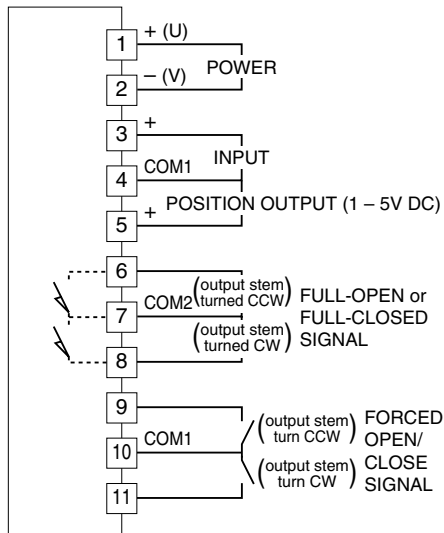 1 + (U)
POWER
2 – (V)
3 +
INPUT
4 COM1
POSITION OUTPUT (1 – 5V DC)
5 +
6
(output stem turned CCW)
7 COM2
FULL-OPEN or
FULL-CLOSED
SIGNAL
(output stem turned CW)
8
9
(output stem turn CCW)
10 COM1
FORCED
OPEN/
CLOSE
SIGNAL
(output stem turn CW)
11